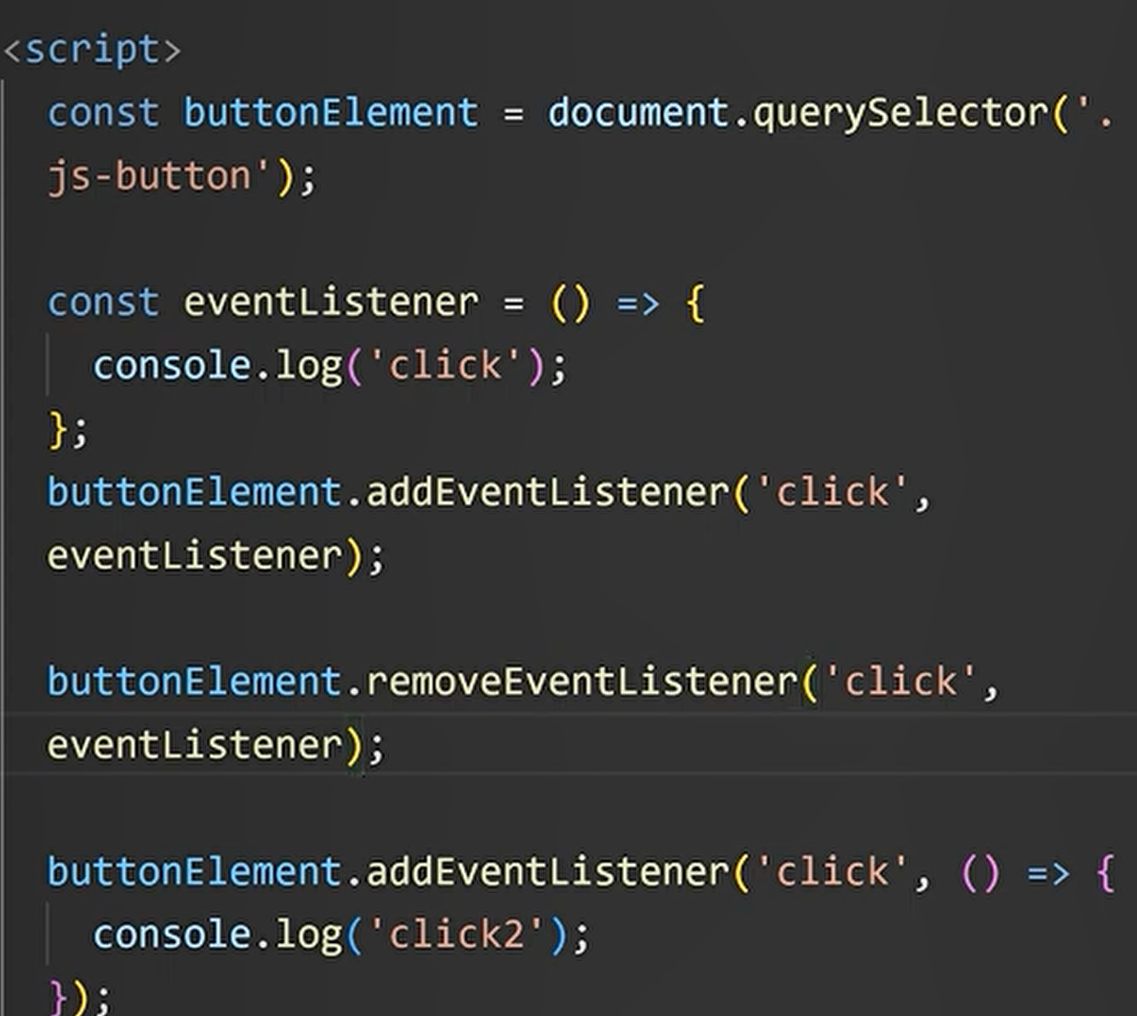 <script>
const buttonElement = document.querySelector('.
js-button');
const eventListener = () => {
console.log('click');
};
buttonElement.addEventListener('click',
eventListener);
buttonElement.removeEventListener('click',
eventListener);
buttonElement.addEventListener('click', () => {
console.log('click2');
});